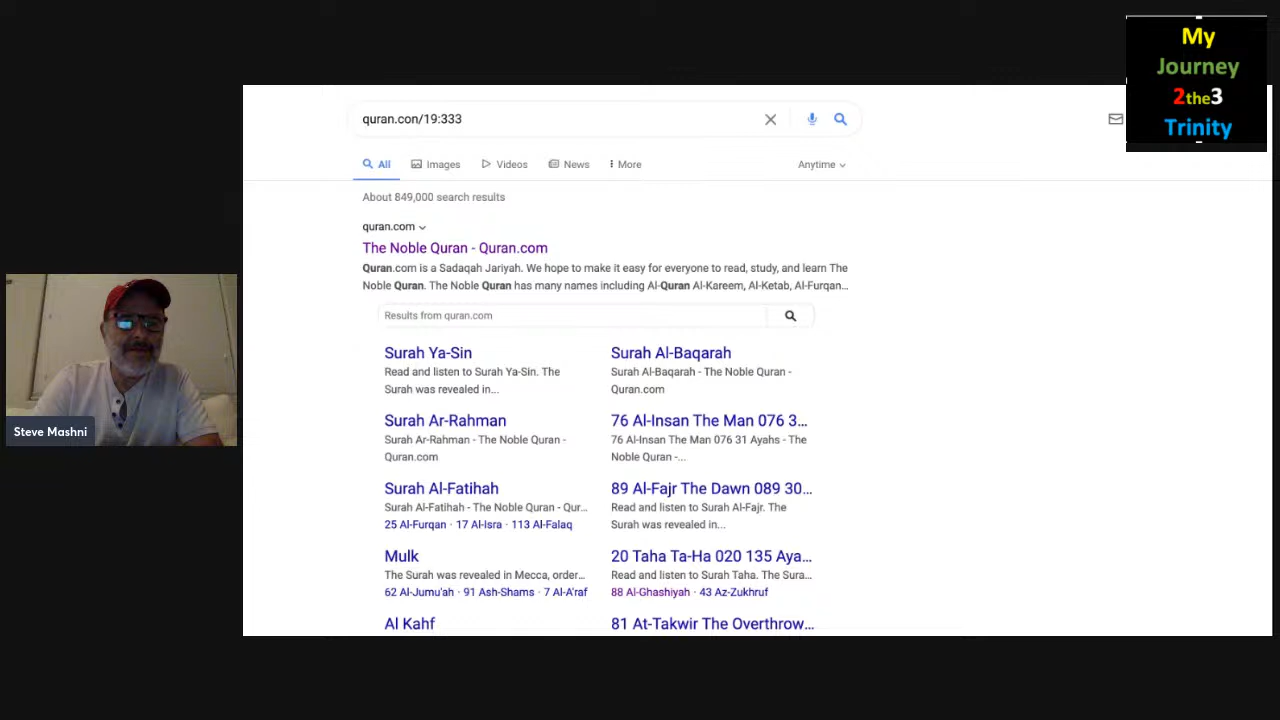 My
Journey
2the3
Trinity
quran.con/19:333
All
Images
Videos
News
More
Anytime
About 849,000 search results
quran.com
The Noble Quran - Quran.com
Quran.com is a Sadaqah Jariyah. We hope to make it easy for everyone to read, study, and learn The
Noble Quran. The Noble Quran has many names including Al-Quran Al-Kareem, Al-Ketab, Al-Furqan...
Results from quran.com
Surah Ya-Sin
Read and listen to Surah Ya-Sin. The
Surah was revealed in...
Surah Al-Baqarah
Surah Al-Baqarah - The Noble Quran -
Quran.com
Surah Ar-Rahman
Surah Ar-Rahman - The Noble Quran -
Quran.com
76 Al-Insan The Man 076 3...
76 Al-Insan The Man 076 31 Ayahs - The
Noble Quran -...
Surah Al-Fatihah
Surah Al-Fatihah - The Noble Quran - Qur...
25 Al-Furqan · 17 Al-Isra · 113 Al-Falaq
89 Al-Fajr The Dawn 089 30...
Read and listen to Surah Al-Fajr. The
Surah was revealed in...
Mulk
The Surah was revealed in Mecca, order...
62 Al-Jumu'ah · 91 Ash-Shams · 7 Al-A'raf
20 Taha Ta-Ha 020 135 Aya...
Read and listen to Surah Taha. The Sura...
88 Al-Ghashiyah · 43 Az-Zukhruf
Al Kahf
81 At-Takwir The Overthrow...
Steve Mashni